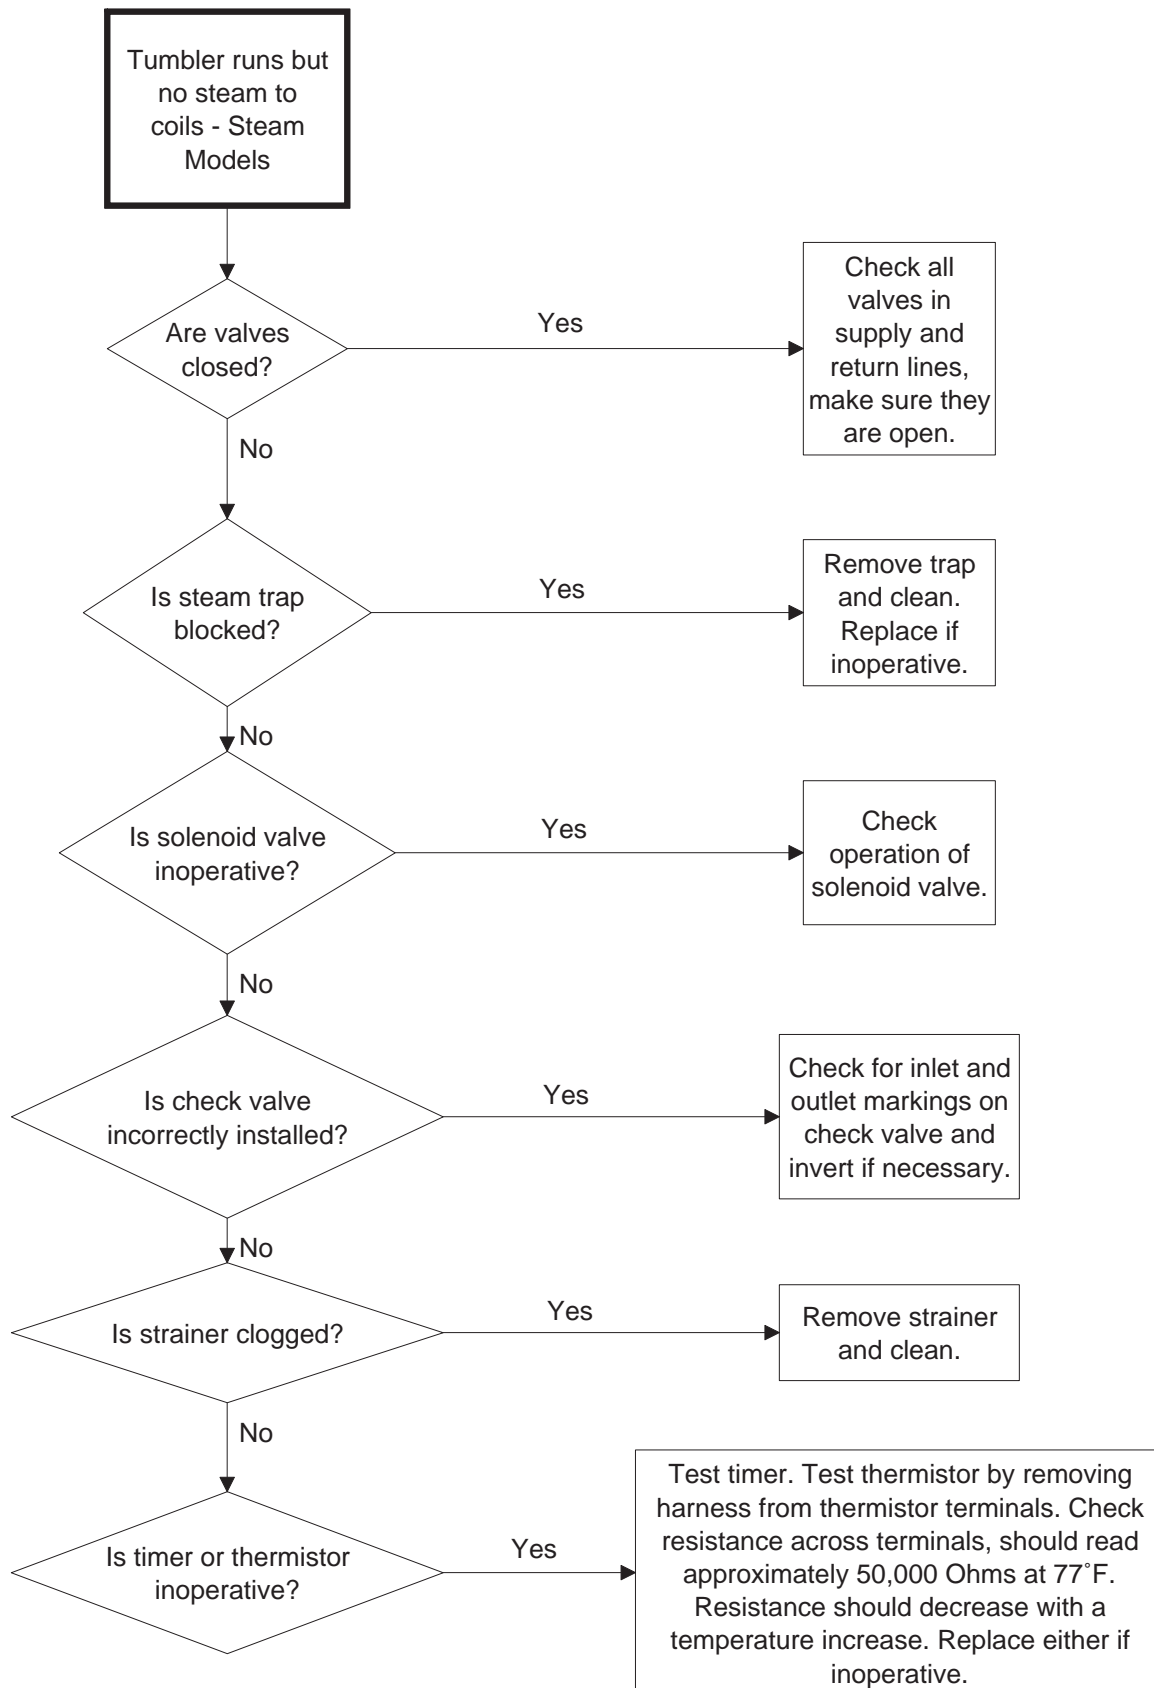 Tumbler runs but
no steam to
coils - Steam
Models
Are valves
closed?
Yes
Check all
valves in
supply and
return lines,
make sure they
are open.
No
Is steam trap
blocked?
Yes
Remove trap
and clean.
Replace if
inoperative.
No
Is solenoid valve
inoperative?
Yes
Check
operation of
solenoid valve.
No
Is check valve
incorrectly installed?
Yes
Check for inlet and
outlet markings on
check valve and
invert if necessary.
No
Is strainer clogged?
Yes
Remove strainer
and clean.
No
Is timer or thermistor
inoperative?
Yes
Test timer. Test thermistor by removing
harness from thermistor terminals. Check
resistance across terminals, should read
approximately 50,000 Ohms at 77˚F.
Resistance should decrease with a
temperature increase. Replace either if
inoperative.